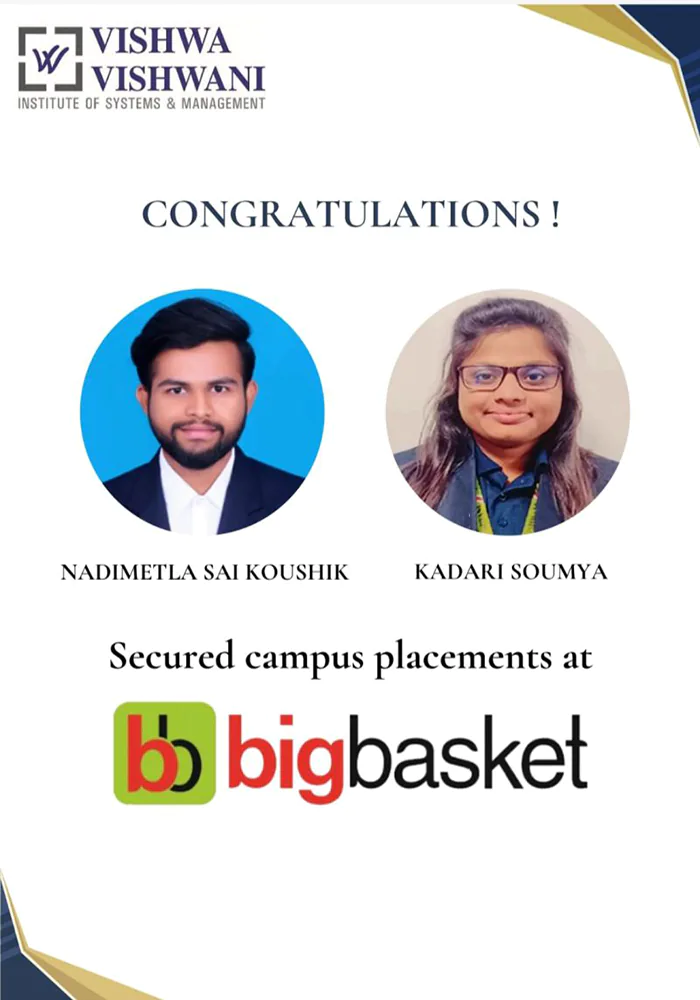 VISHWA
VISHWANI
INSTITUTE OF SYSTEMS & MANAGEMENT
CONGRATULATIONS !
NADIMETLA SAI KOUSHIK
KADARI SOUMYA
Secured campus placements at
bb bigbasket